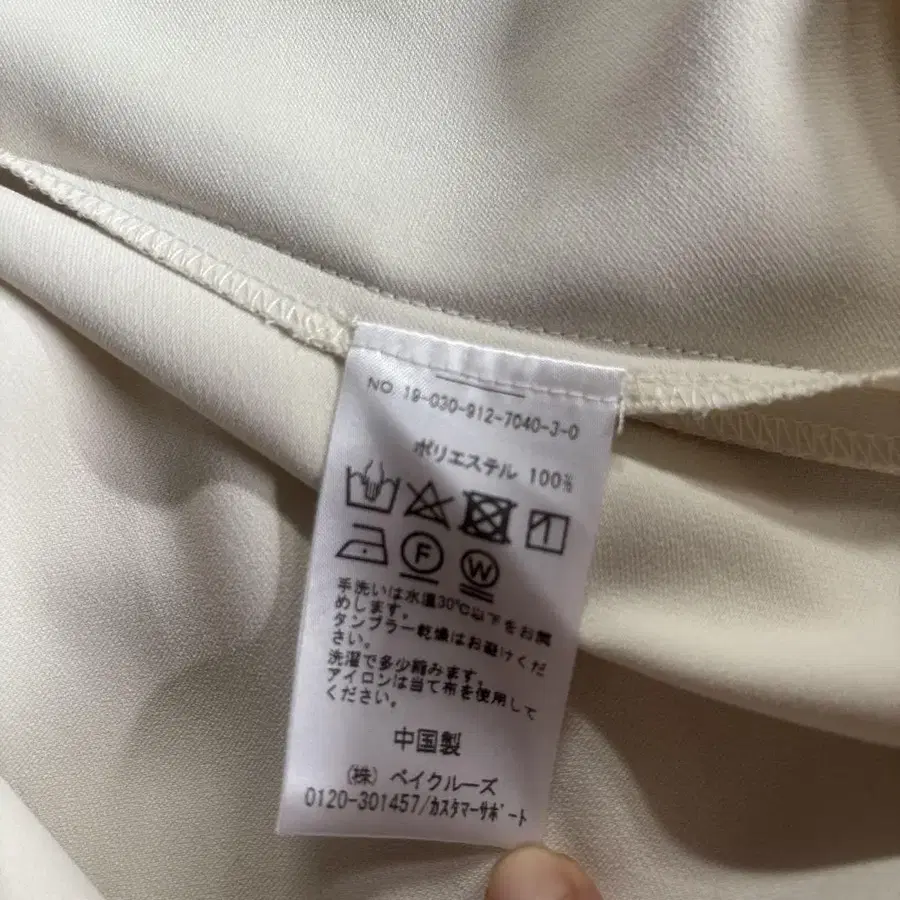 NO. 19-030-912-7040-3-0
ポリエステル 100%
F W
手洗いは水温30℃以下をお勧
めします。
タンブラー乾燥はお避けくだ
さい。
洗濯で多少縮みます。
アイロンは当て布を使用して
ください。
中国製
(株) ベイクルーズ
0120-301457/カスタマーサポート